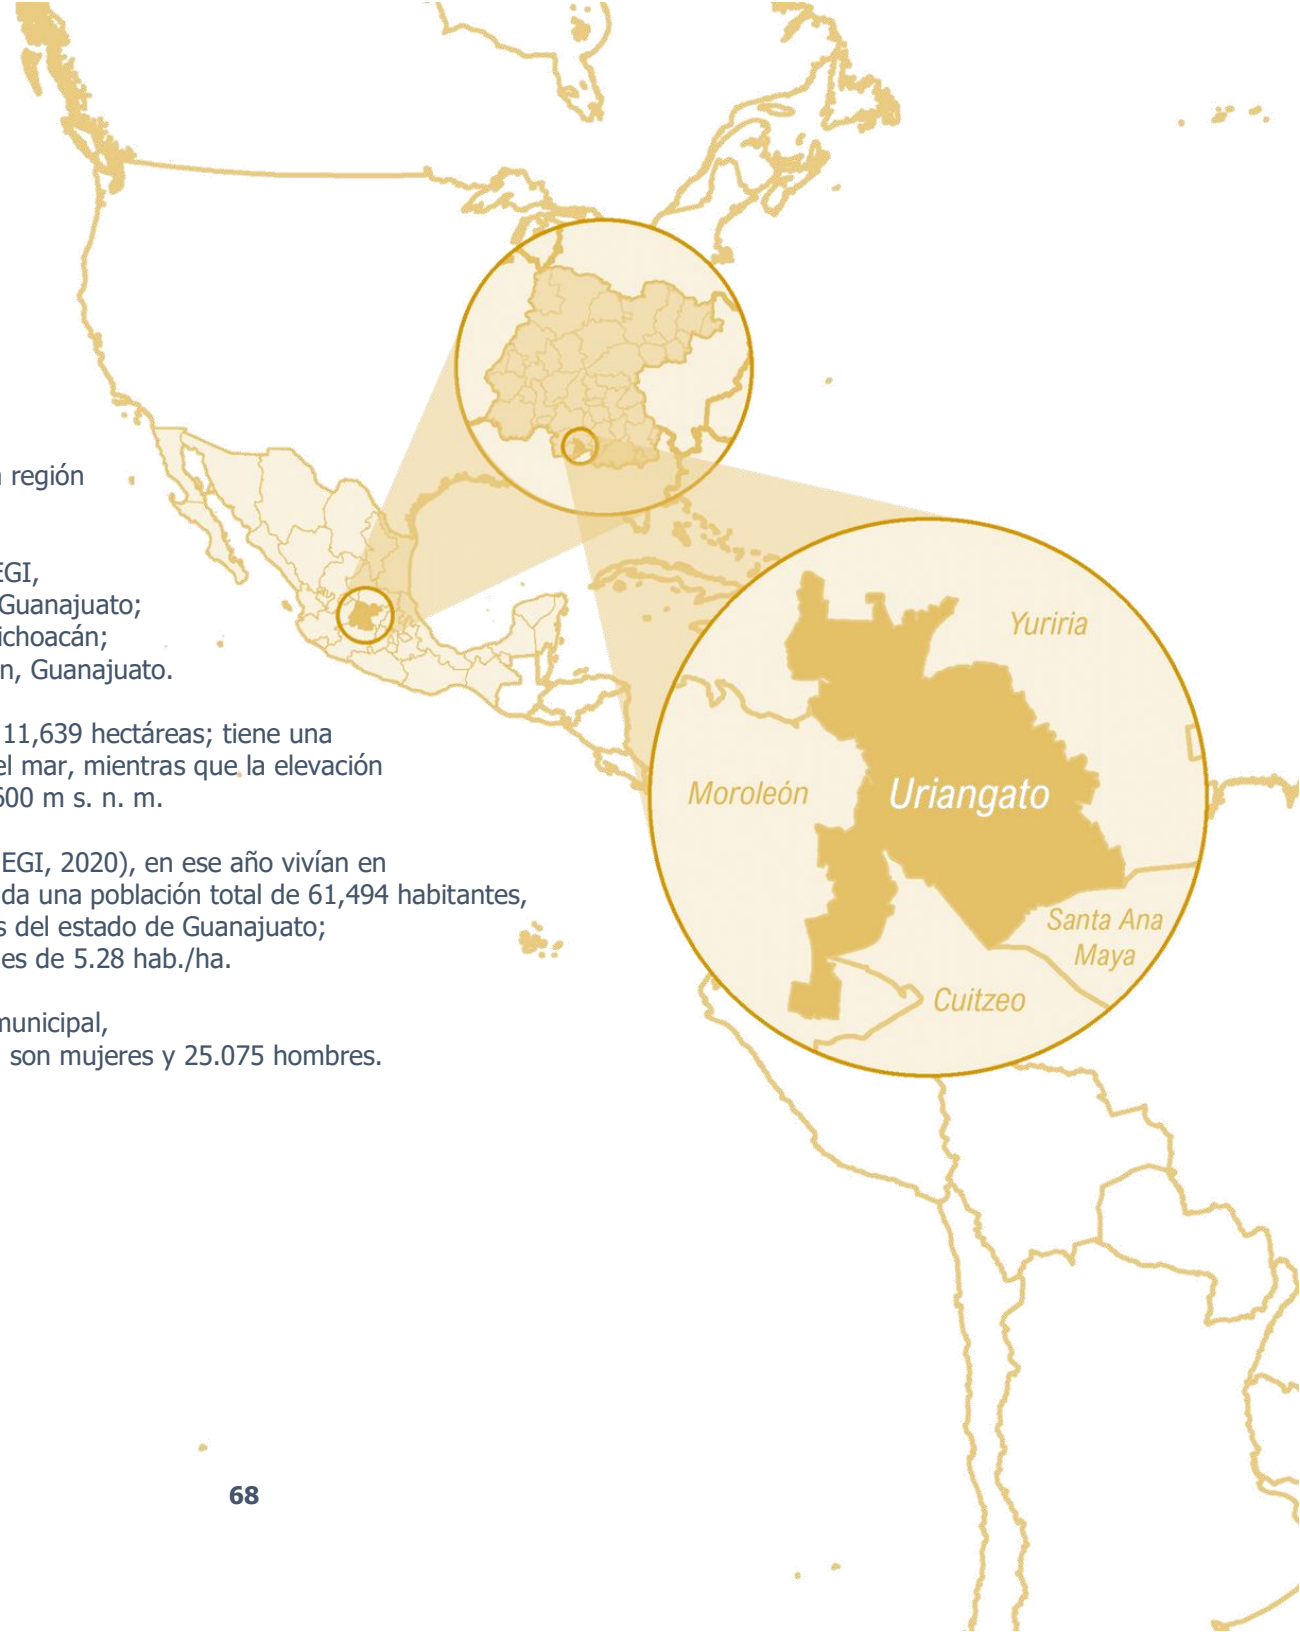 región
EGI,
Guanajuato;
ichoacán;
n, Guanajuato.
11,639 hectáreas; tiene una
el mar, mientras que la elevación
600 m s. n. m.
EGI, 2020), en ese año vivían en
da una población total de 61,494 habitantes,
s del estado de Guanajuato;
es de 5.28 hab./ha.
municipal,
son mujeres y 25.075 hombres.
Yuriria
Moroleón
Uriangato
Santa Ana
Maya
Cuitzeo
68